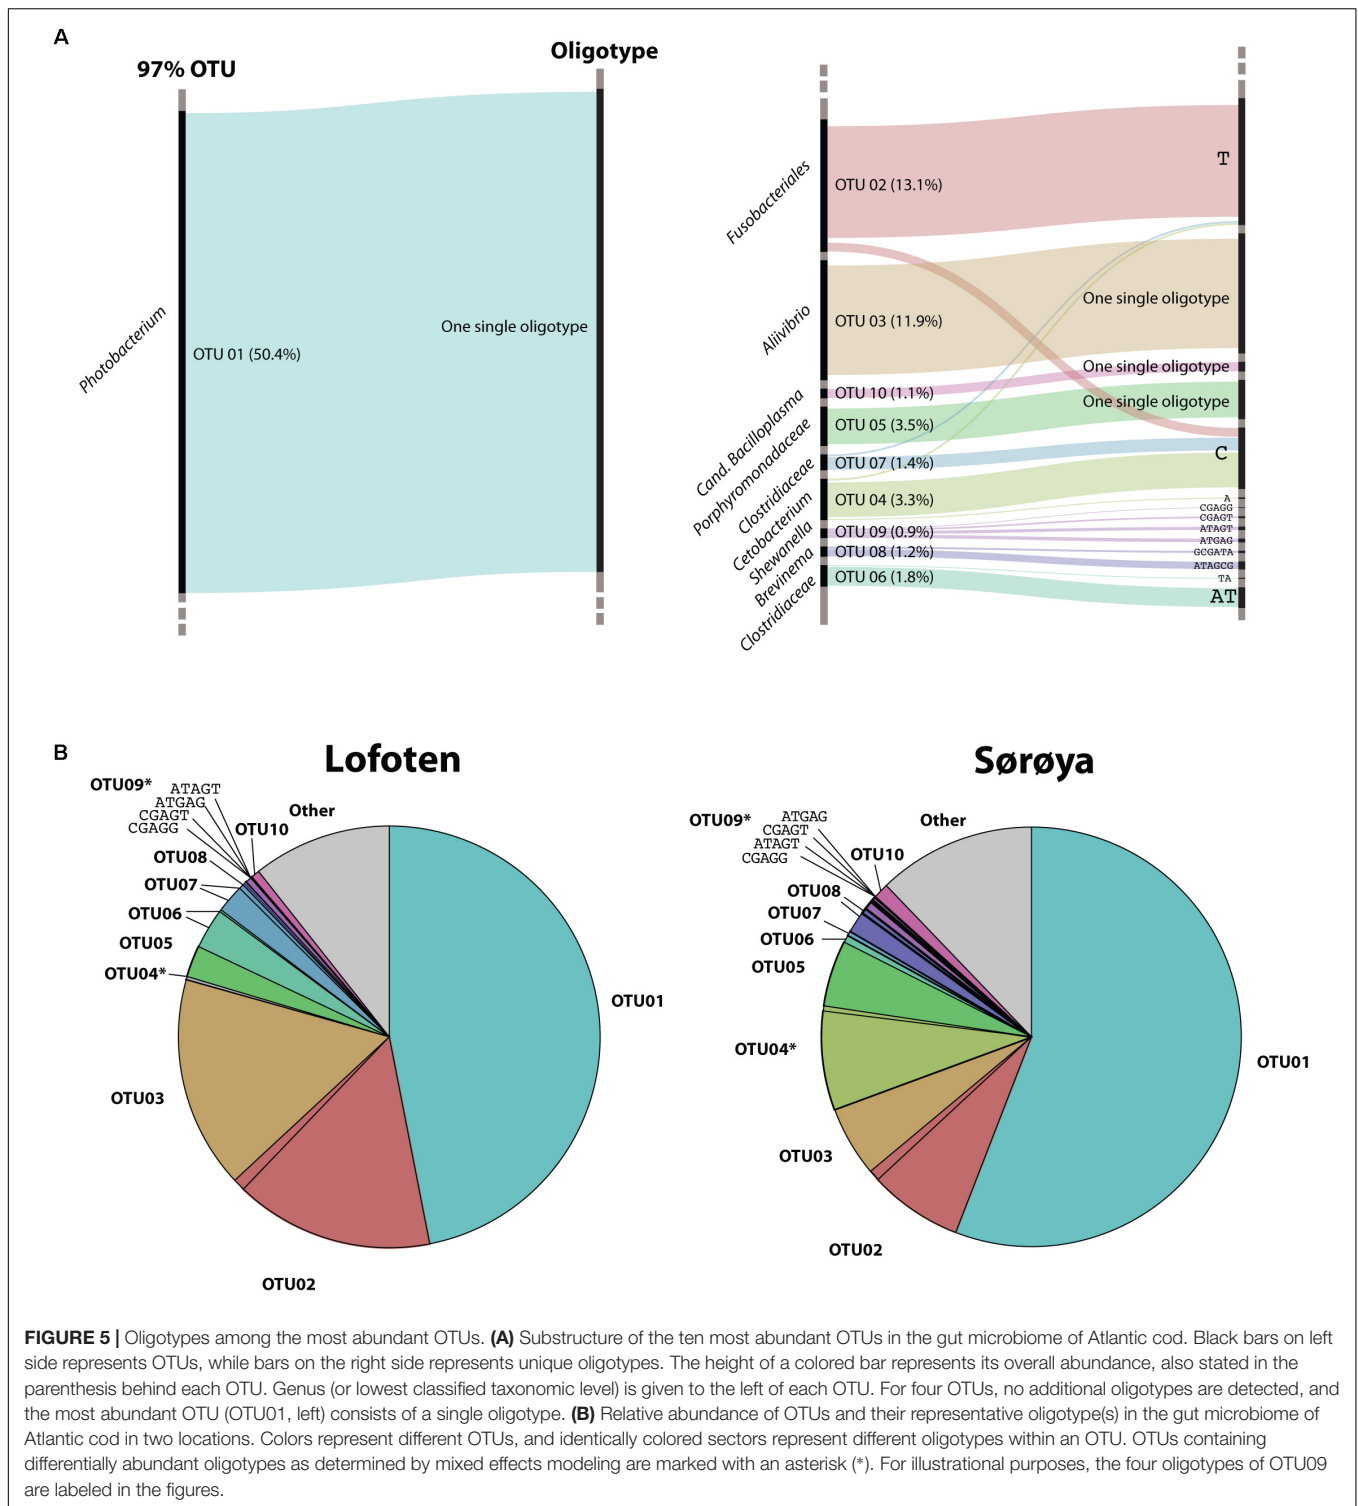 A
97% OTU
Oligotype
Photobacterium
OTU 01 (50.4%)
One single oligotype
Fusobacteriales
OTU 02 (13.1%)
T
Aliivibrio
OTU 03 (11.9%)
One single oligotype
Cand. Bacilloplasma
OTU 10 (1.1%)
One single oligotype
Porphyromonadaceae
OTU 05 (3.5%)
One single oligotype
Clostridiaceae
OTU 07 (1.4%)
C
Cetobacterium
OTU 04 (3.3%)
A
CGAGG
CGAGT
Shewanella
OTU 09 (0.9%)
ATAGT
ATGAG
Brevinema
OTU 08 (1.2%)
GCGATA
ATAGCG
Clostridiaceae
OTU 06 (1.8%)
TA
AT
B
Lofoten
OTU09*
ATAGT
ATGAG
CGAGT
CGAGG
Other
OTU10
OTU08
OTU07
OTU06
OTU05
OTU04*
OTU03
OTU02
OTU01
Sørøya
OTU09*
ATGAG
CGAGT
ATAGT
CGAGG
Other
OTU10
OTU08
OTU07
OTU06
OTU05
OTU04*
OTU03
OTU02
OTU01
FIGURE 5 | Oligotypes among the most abundant OTUs. (A) Substructure of the ten most abundant OTUs in the gut microbiome of Atlantic cod. Black bars on left
side represents OTUs, while bars on the right side represents unique oligotypes. The height of a colored bar represents its overall abundance, also stated in the
parenthesis behind each OTU. Genus (or lowest classified taxonomic level) is given to the left of each OTU. For four OTUs, no additional oligotypes are detected, and
the most abundant OTU (OTU01, left) consists of a single oligotype. (B) Relative abundance of OTUs and their representative oligotype(s) in the gut microbiome of
Atlantic cod in two locations. Colors represent different OTUs, and identically colored sectors represent different oligotypes within an OTU. OTUs containing
differentially abundant oligotypes as determined by mixed effects modeling are marked with an asterisk (*). For illustrational purposes, the four oligotypes of OTU09
are labeled in the figures.